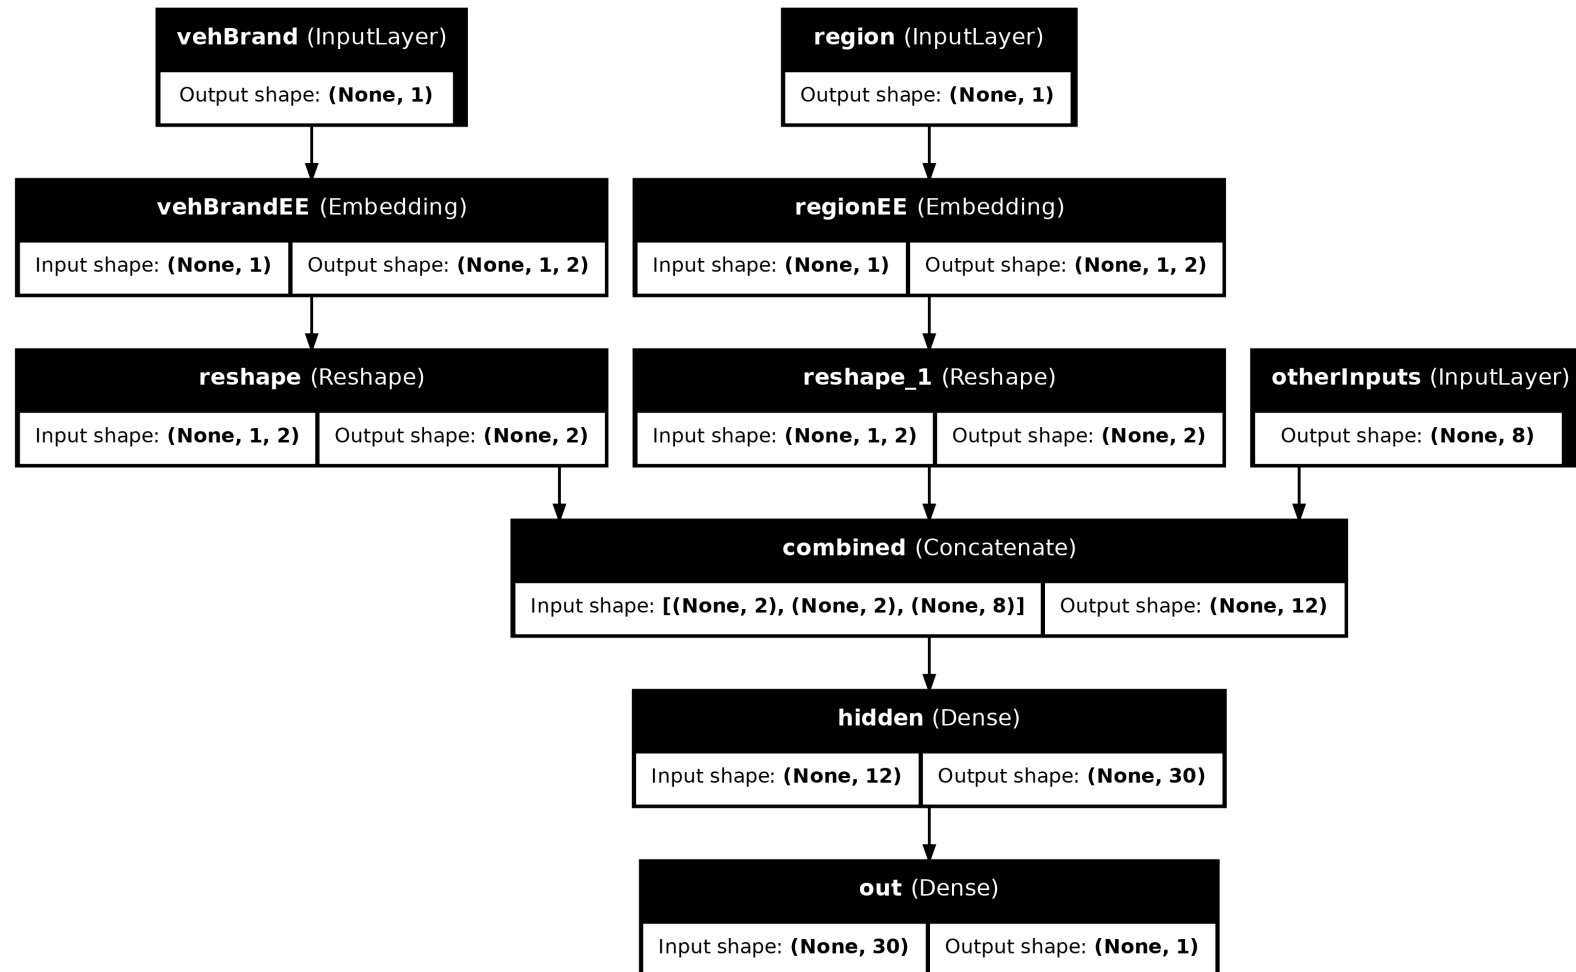 vehBrand (InputLayer)
Output shape: (None, 1)
region (InputLayer)
Output shape: (None, 1)
vehBrandEE (Embedding)
Input shape: (None, 1)
Output shape: (None, 1, 2)
regionEE (Embedding)
Input shape: (None, 1)
Output shape: (None, 1, 2)
reshape (Reshape)
Input shape: (None, 1, 2)
Output shape: (None, 2)
reshape_1 (Reshape)
Input shape: (None, 1, 2)
Output shape: (None, 2)
otherInputs (InputLayer)
Output shape: (None, 8)
combined (Concatenate)
Input shape: [(None, 2), (None, 2), (None, 8)]
Output shape: (None, 12)
hidden (Dense)
Input shape: (None, 12)
Output shape: (None, 30)
out (Dense)
Input shape: (None, 30)
Output shape: (None, 1)